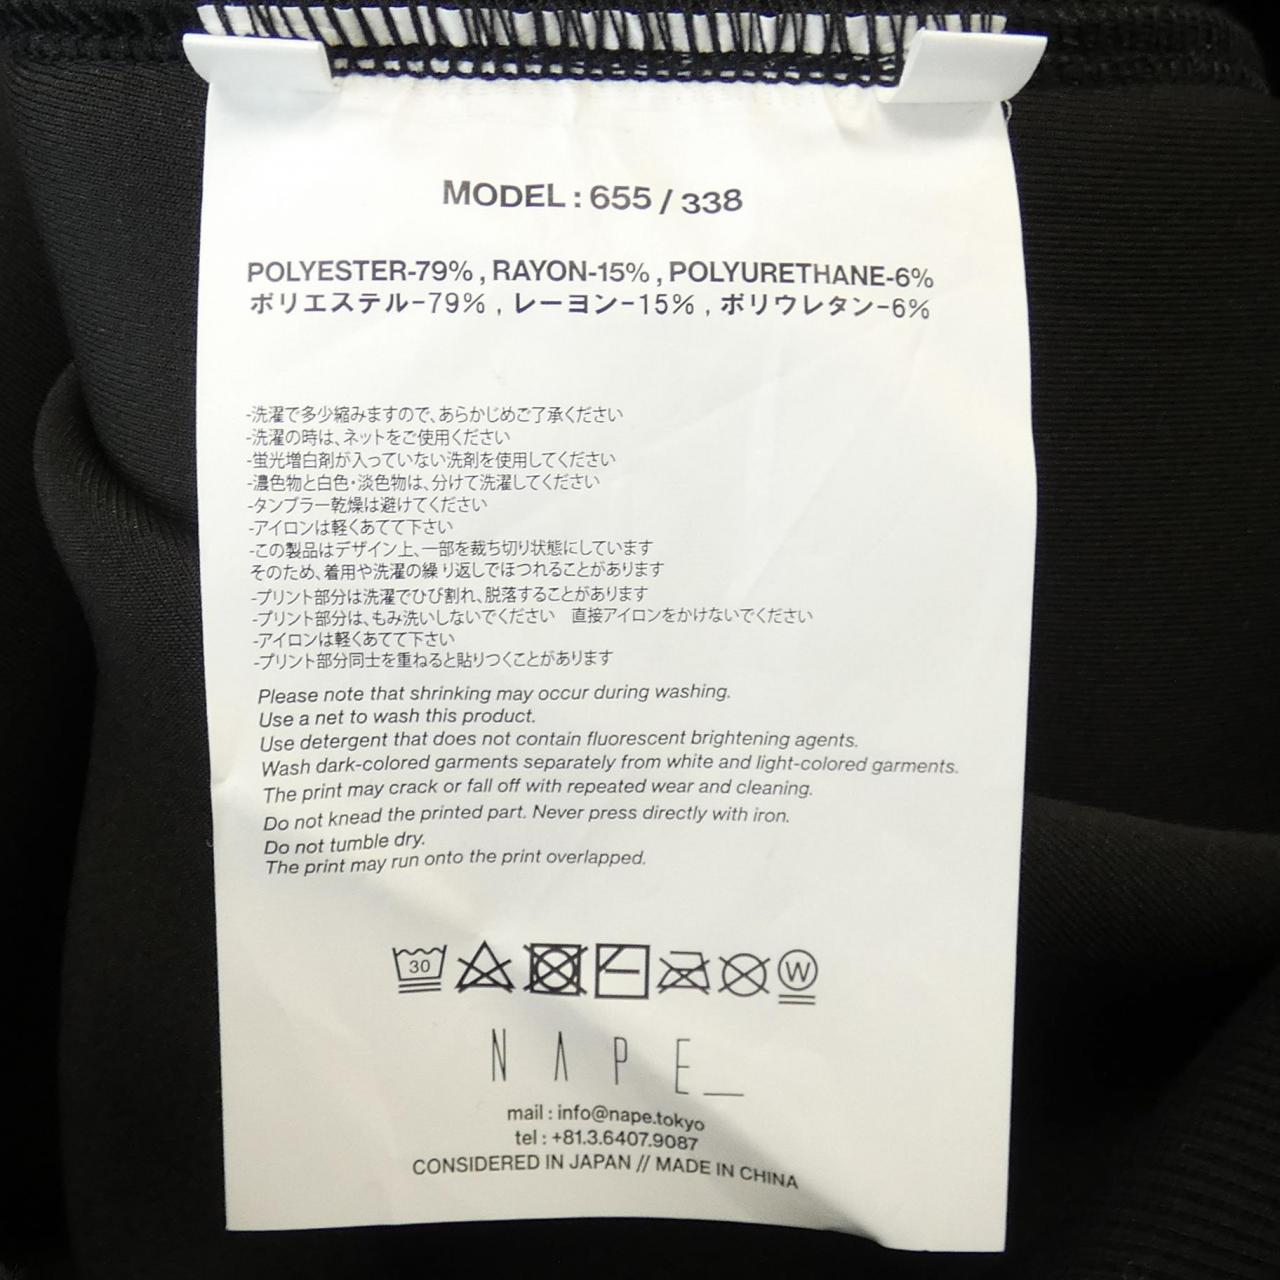 MODEL : 655 / 338
POLYESTER-79% , RAYON-15% , POLYURETHANE-6%
ポリエステル-79% , レーヨン-15% , ポリウレタン-6%
-洗濯で多少縮みますので、あらかじめご了承ください
-洗濯の時は、ネットをご使用ください
-蛍光増白剤が入っていない洗剤を使用してください
-濃色物と白色・淡色物は、分けて洗濯してください
-タンブラー乾燥は避けてください
-アイロンは軽くあてて下さい
-この製品はデザイン上、一部を裁ち切り状態にしています
そのため、着用や洗濯の繰り返しでほつれることがあります
-プリント部分は洗濯でひび割れ、脱落することがあります
-プリント部分は、もみ洗いしないでください　直接アイロンをかけないでください
-アイロンは軽くあてて下さい
-プリント部分同士を重ねると貼りつくことがあります
Please note that shrinking may occur during washing.
Use a net to wash this product.
Use detergent that does not contain fluorescent brightening agents.
Wash dark-colored garments separately from white and light-colored garments.
The print may crack or fall off with repeated wear and cleaning.
Do not knead the printed part. Never press directly with iron.
Do not tumble dry.
The print may run onto the print overlapped.
30 W
NAPE_
mail : info@nape.tokyo
tel : +81.3.6407.9087
CONSIDERED IN JAPAN // MADE IN CHINA